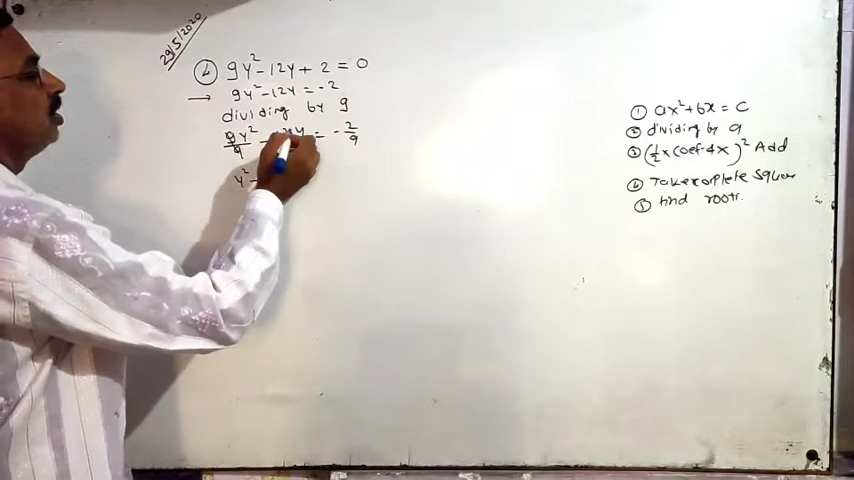 29/5/2020
④ 9y² - 12y + 2 = 0
→ 9y² - 12y = -2
dividing by 9
9y²/9 - = -2/9
y² -
① ax² + bx = c
② dividing by a
③ (1/2 x coef. of x)² Add
④ Take complete square
⑤ find roots.